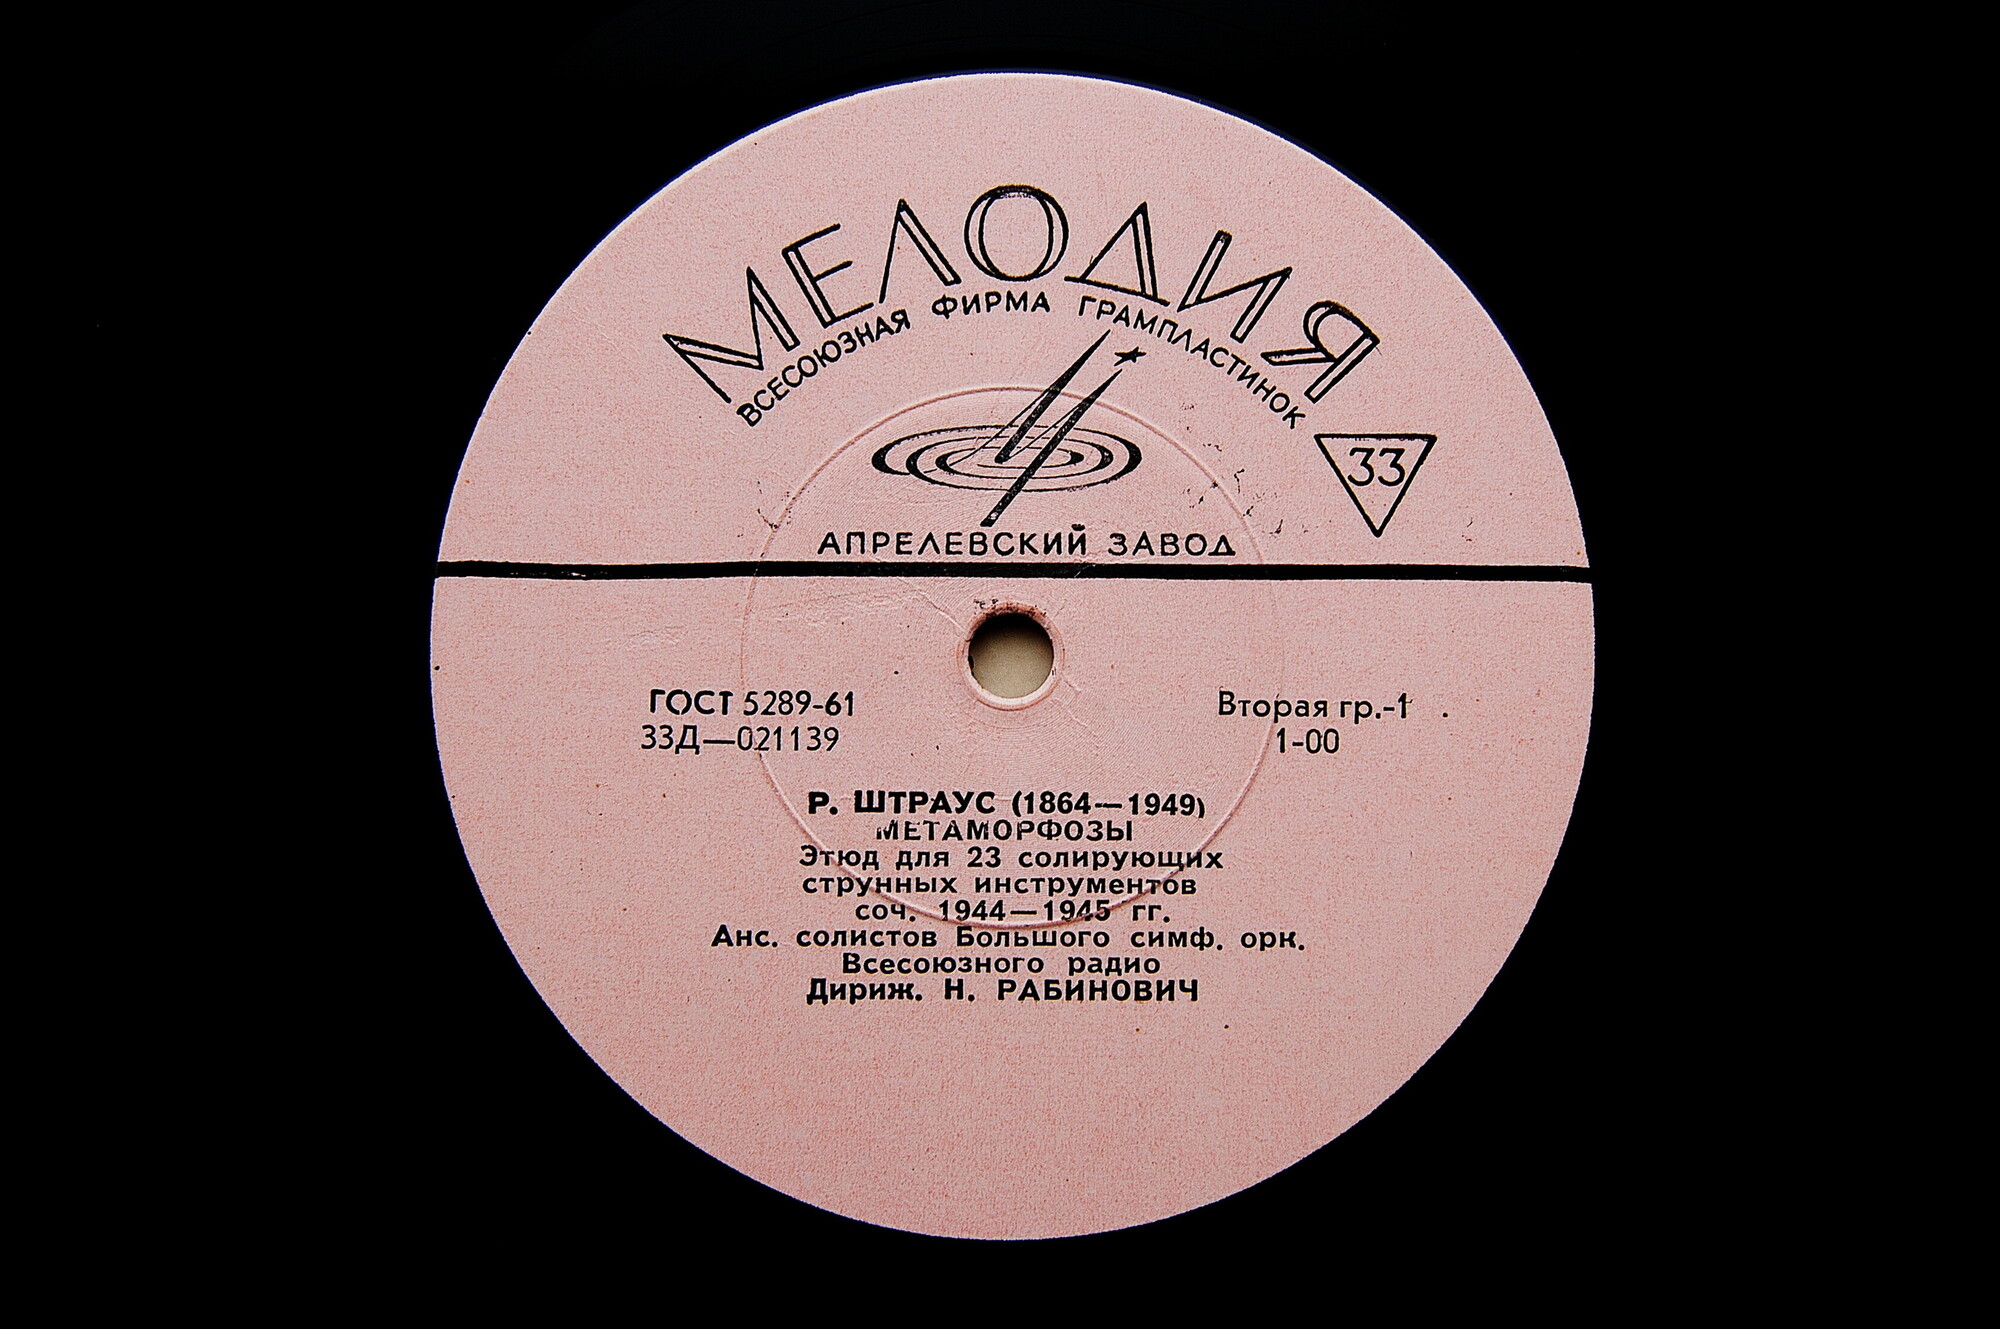 МЕЛОДИЯ
ВСЕСОЮЗНАЯ ФИРМА ГРАМПЛАСТИНОК
33
АПРЕЛЕВСКИЙ ЗАВОД
ГОСТ 5289-61
33Д—021139
Вторая гр.-1
1-00
Р. ШТРАУС (1864—1949)
МЕТАМОРФОЗЫ
Этюд для 23 солирующих
струнных инструментов
соч. 1944—1945 гг.
Анс. солистов Большого симф. орк.
Всесоюзного радио
Дириж. Н. РАБИНОВИЧ